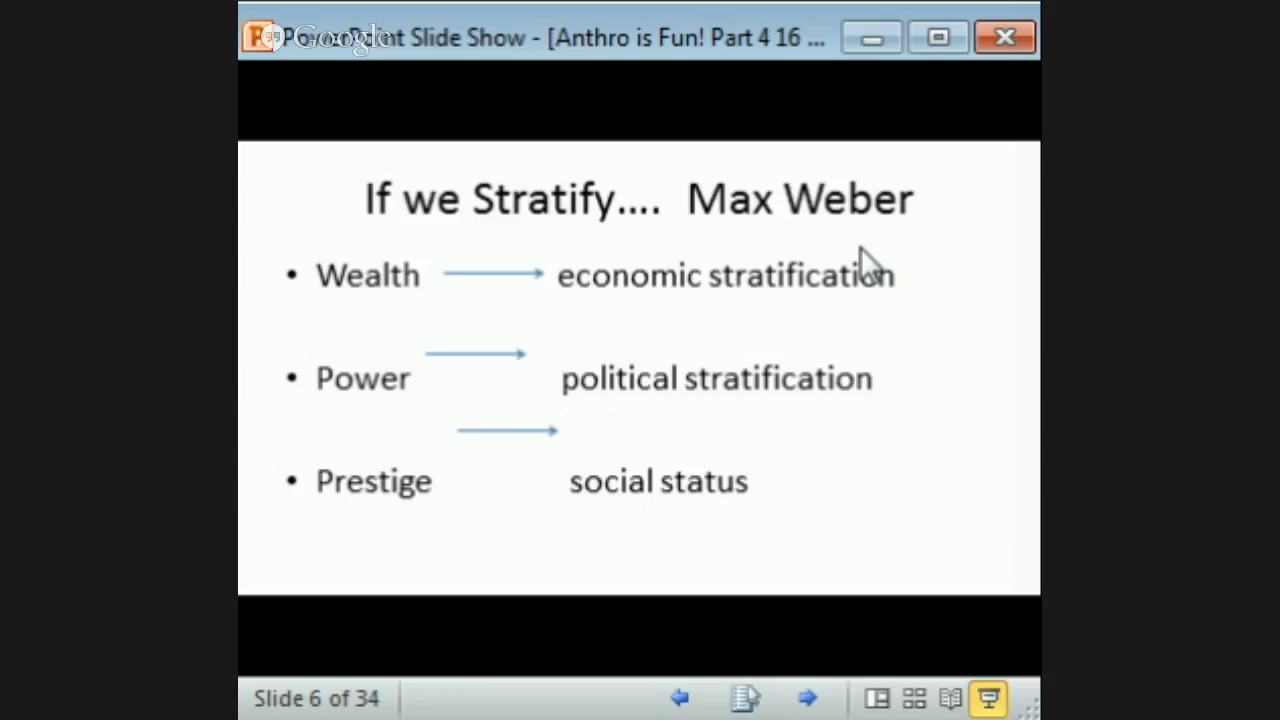 PowerPoint Slide Show - [Anthro is Fun! Part 4 16 ...
Google
If we Stratify.... Max Weber
• Wealth economic stratification
• Power political stratification
• Prestige social status
Slide 6 of 34